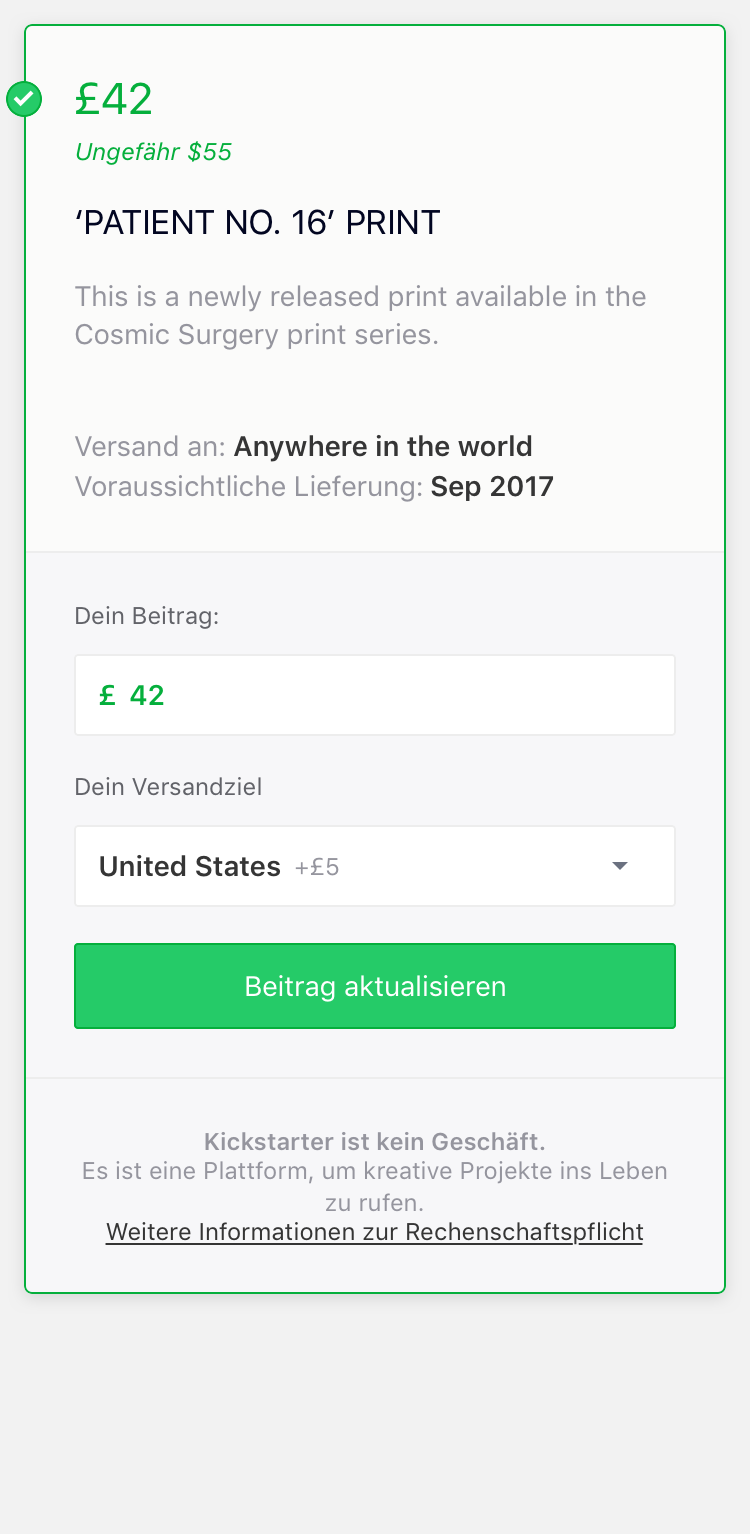 £42
Ungefähr $55
‘PATIENT NO. 16’ PRINT
This is a newly released print available in the
Cosmic Surgery print series.
Versand an: Anywhere in the world
Voraussichtliche Lieferung: Sep 2017
Dein Beitrag:
£ 42
Dein Versandziel
United States +£5
Beitrag aktualisieren
Kickstarter ist kein Geschäft.
Es ist eine Plattform, um kreative Projekte ins Leben
zu rufen.
Weitere Informationen zur Rechenschaftspflicht